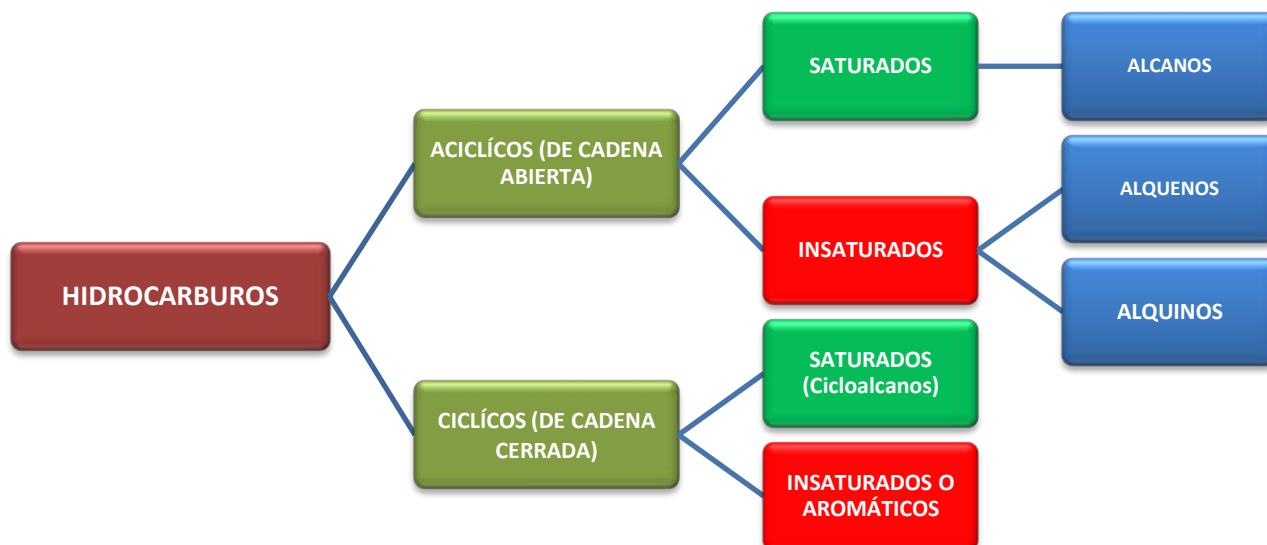 HIDROCARBUROS
ACICLÍCOS (DE CADENA
ABIERTA)
SATURADOS
ALCANOS
INSATURADOS
ALQUENOS
ALQUINOS
CICLÍCOS (DE CADENA
CERRADA)
SATURADOS
(Cicloalcanos)
INSATURADOS O
AROMÁTICOS